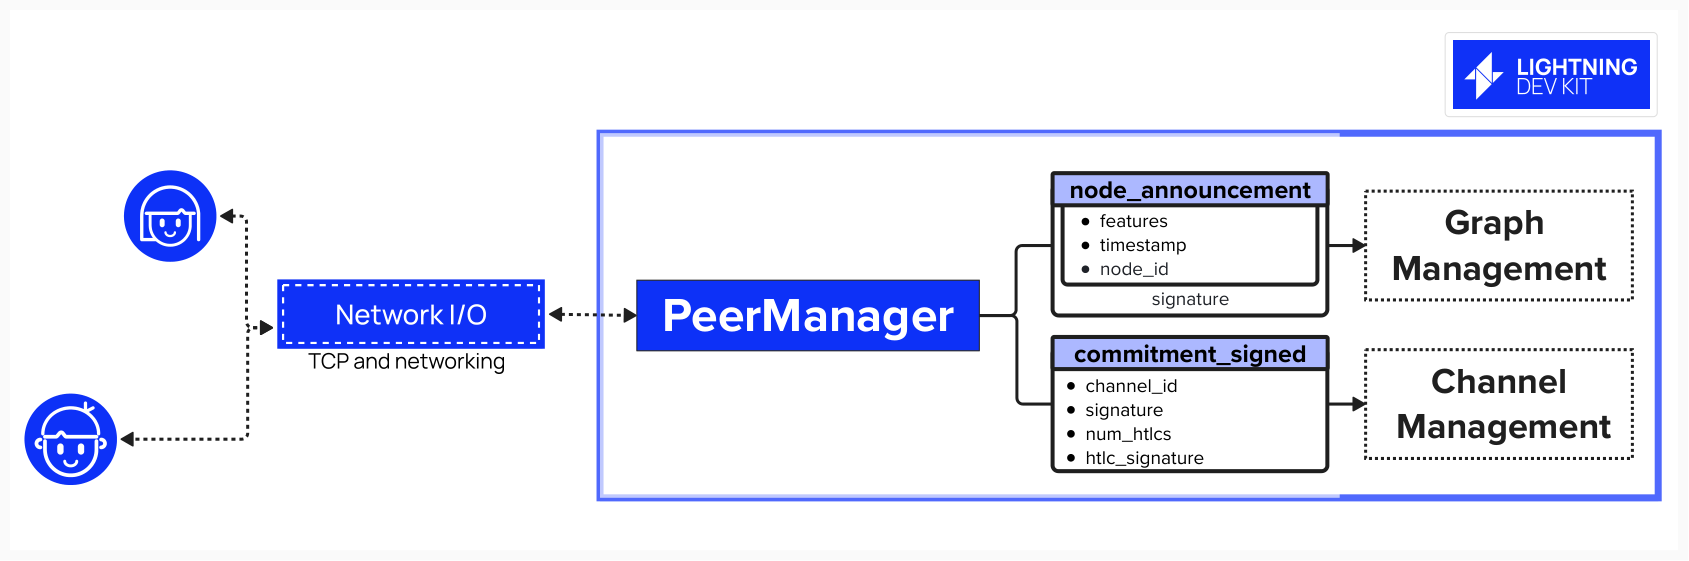 LIGHTNING
DEV KIT
Network I/O
TCP and networking
PeerManager
node_announcement
features
timestamp
node_id
signature
Graph
Management
commitment_signed
channel_id
signature
num_htlcs
htlc_signature
Channel
Management